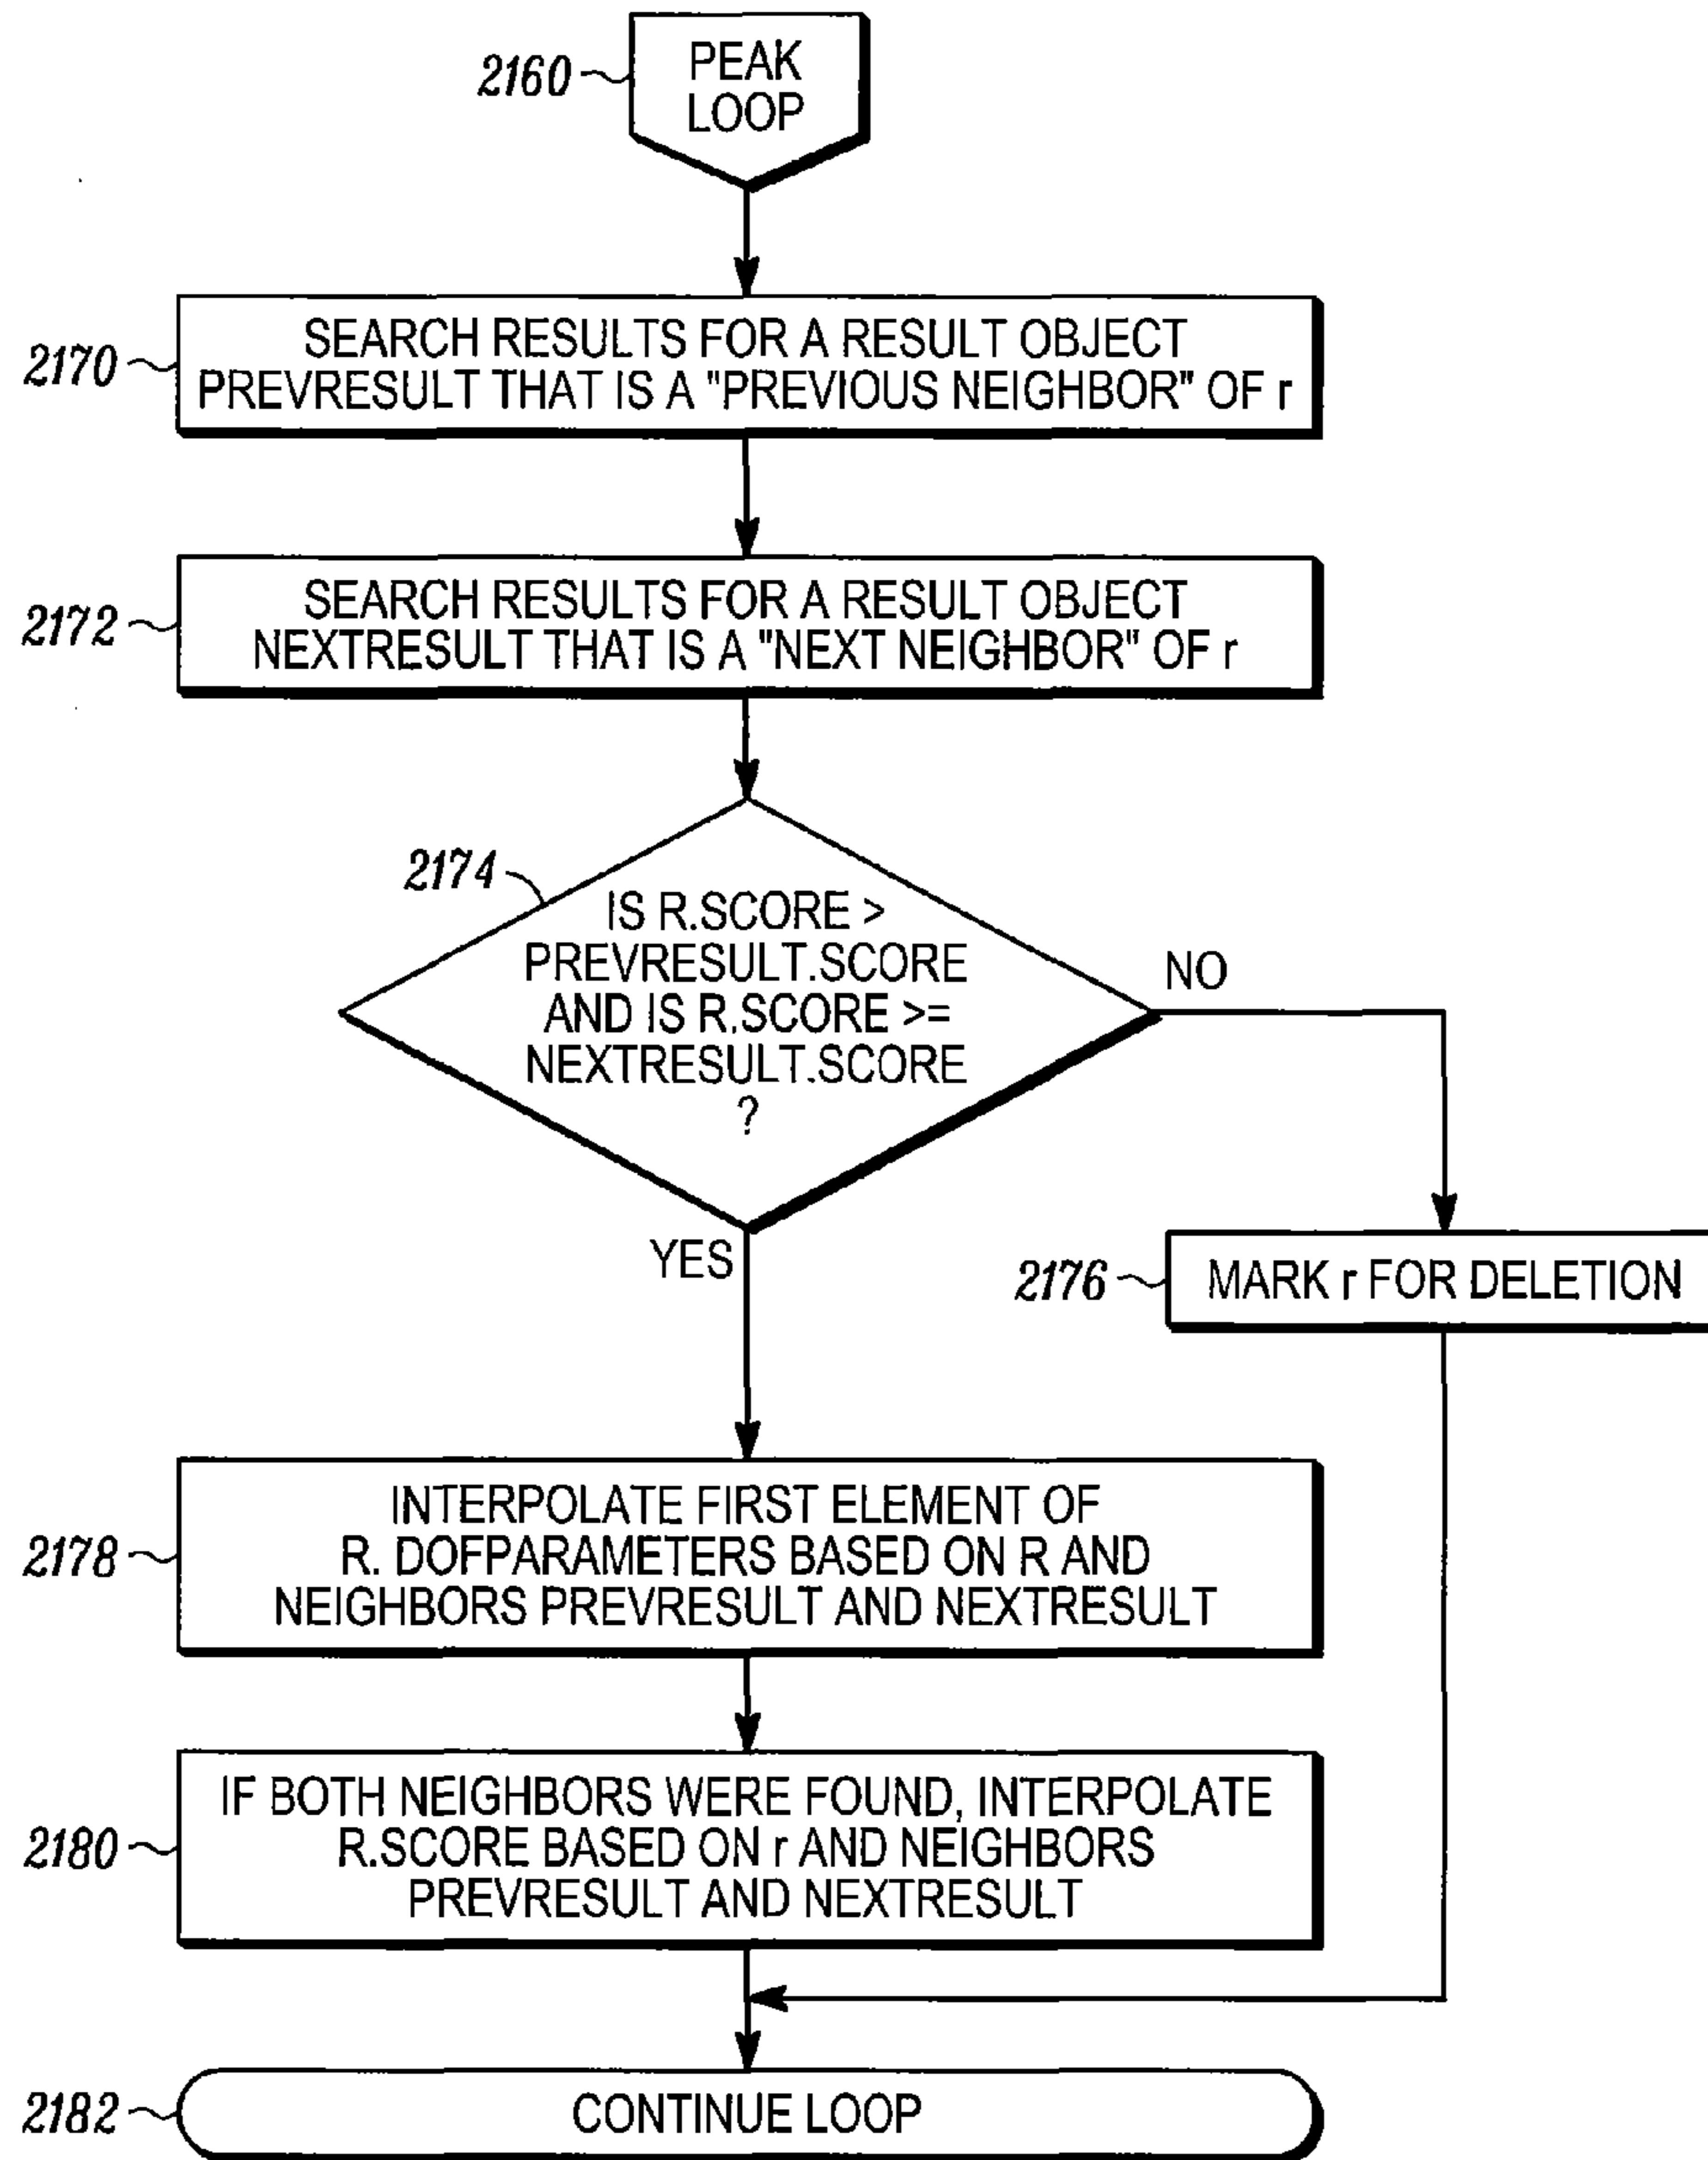 2160
PEAK
LOOP
2170
SEARCH RESULTS FOR A RESULT OBJECT
PREVRESULT THAT IS A "PREVIOUS NEIGHBOR" OF r
2172
SEARCH RESULTS FOR A RESULT OBJECT
NEXTRESULT THAT IS A "NEXT NEIGHBOR" OF r
2174
IS R.SCORE >
PREVRESULT.SCORE
AND IS R.SCORE >=
NEXTRESULT.SCORE
?
NO
YES
2176
MARK r FOR DELETION
2178
INTERPOLATE FIRST ELEMENT OF
R. DOFPARAMETERS BASED ON R AND
NEIGHBORS PREVRESULT AND NEXTRESULT
2180
IF BOTH NEIGHBORS WERE FOUND, INTERPOLATE
R.SCORE BASED ON r AND NEIGHBORS
PREVRESULT AND NEXTRESULT
2182
CONTINUE LOOP